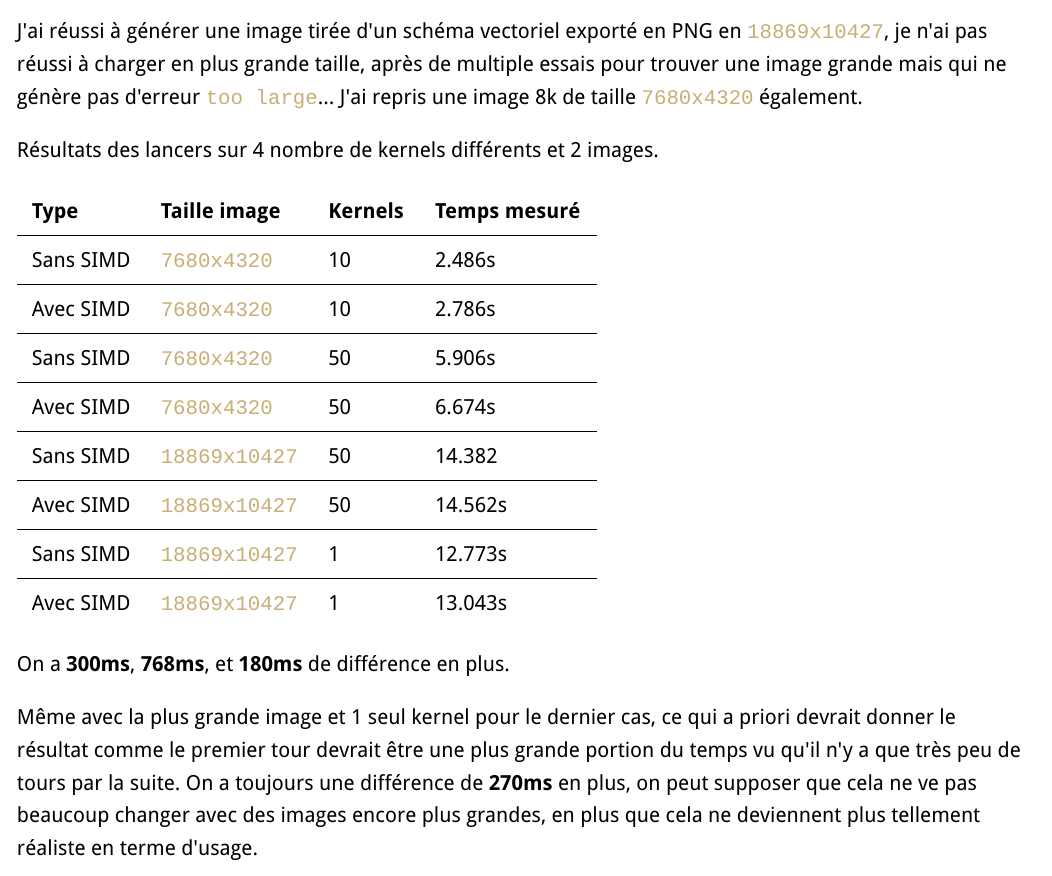 J'ai réussi à générer une image tirée d'un schéma vectoriel exporté en PNG en 18869x10427, je n'ai pas
réussi à charger en plus grande taille, après de multiple essais pour trouver une image grande mais qui ne
génère pas d'erreur too large... J'ai repris une image 8k de taille 7680x4320 également.
Résultats des lancers sur 4 nombre de kernels différents et 2 images.
Type Taille image Kernels Temps mesuré
Sans SIMD 7680x4320 10 2.486s
Avec SIMD 7680x4320 10 2.786s
Sans SIMD 7680x4320 50 5.906s
Avec SIMD 7680x4320 50 6.674s
Sans SIMD 18869x10427 50 14.382
Avec SIMD 18869x10427 50 14.562s
Sans SIMD 18869x10427 1 12.773s
Avec SIMD 18869x10427 1 13.043s
On a 300ms, 768ms, et 180ms de différence en plus.
Même avec la plus grande image et 1 seul kernel pour le dernier cas, ce qui a priori devrait donner le
résultat comme le premier tour devrait être une plus grande portion du temps vu qu'il n'y a que très peu de
tours par la suite. On a toujours une différence de 270ms en plus, on peut supposer que cela ne ve pas
beaucoup changer avec des images encore plus grandes, en plus que cela ne deviennent plus tellement
réaliste en terme d'usage.